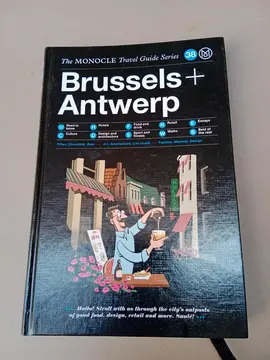 The MONOCLE Travel Guide Series
38
M
Brussels +
Antwerp
N Need to know
H Hotels
F Food and drink
R Retail
E Essays
C Culture
D Design and architecture
S Sport and fitness
W Walks
B Best of the rest
Hello! Stroll with us through the city's outposts
of good food, design, retail and more. Santé!